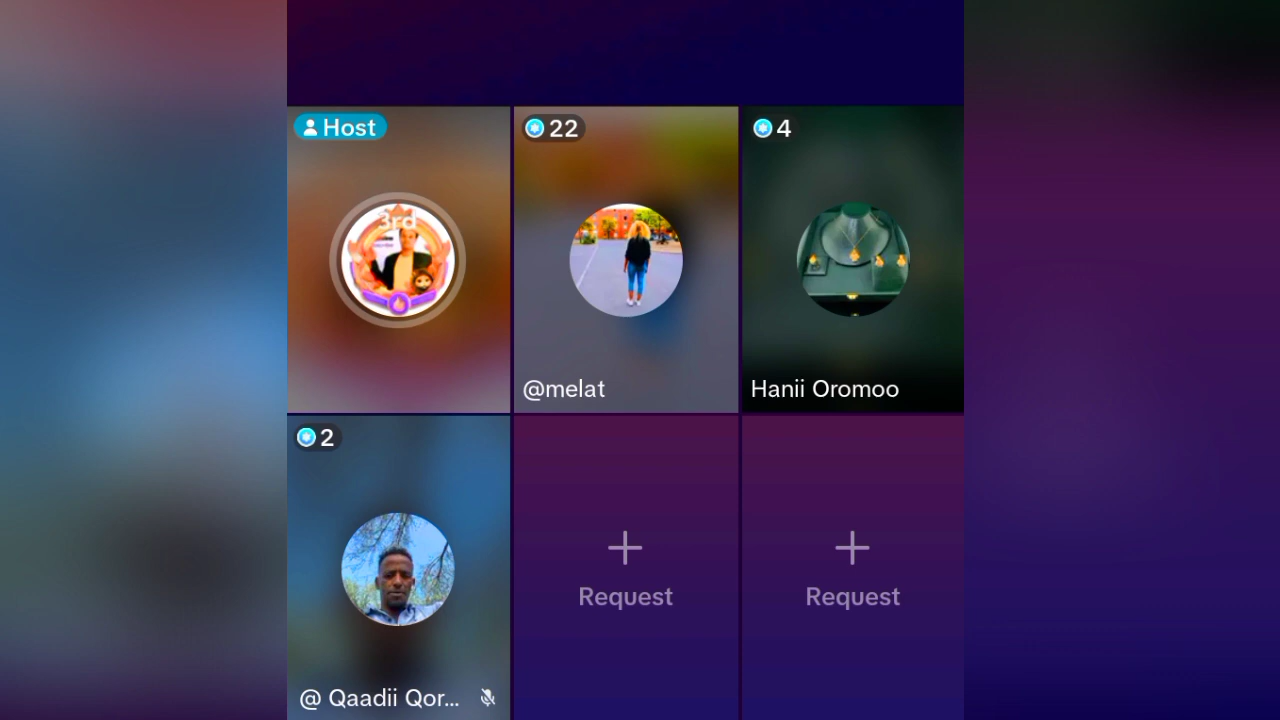 Host
22
4
3rd
@melat
Hanii Oromoo
2
@ Qaadii Qor...
Request
Request